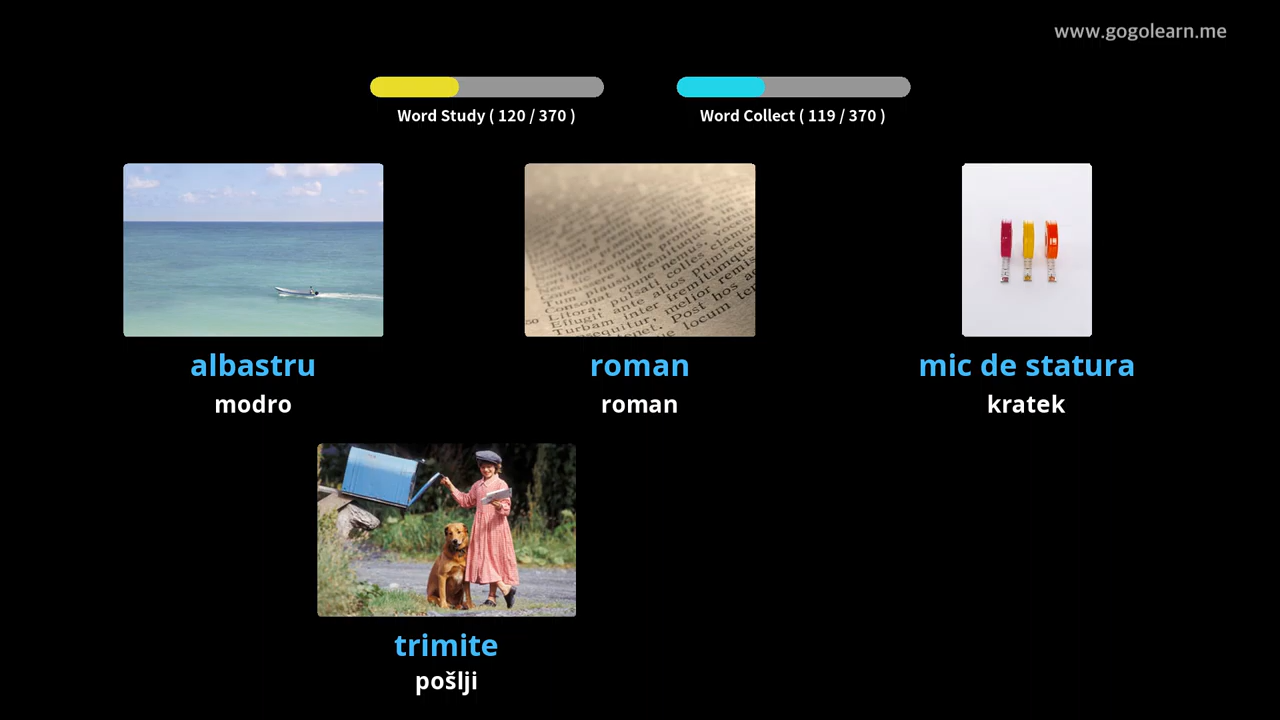 www.gogolearn.me
Word Study ( 120 / 370 )
Word Collect ( 119 / 370 )
albastru
modro
roman
roman
mic de statura
kratek
trimite
pošlji